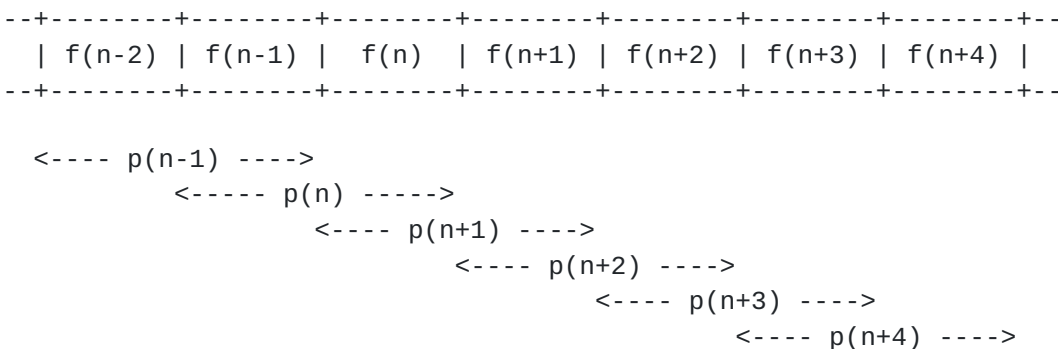 --+--------+--------+--------+--------+--------+--------+--------+--
  | f(n-2) | f(n-1) |  f(n)  | f(n+1) | f(n+2) | f(n+3) | f(n+4) |
--+--------+--------+--------+--------+--------+--------+--------+--
  <---- p(n-1) ---->
           <----- p(n) ----->
                    <---- p(n+1) ---->
                             <---- p(n+2) ---->
                                      <---- p(n+3) ---->
                                               <---- p(n+4) ---->